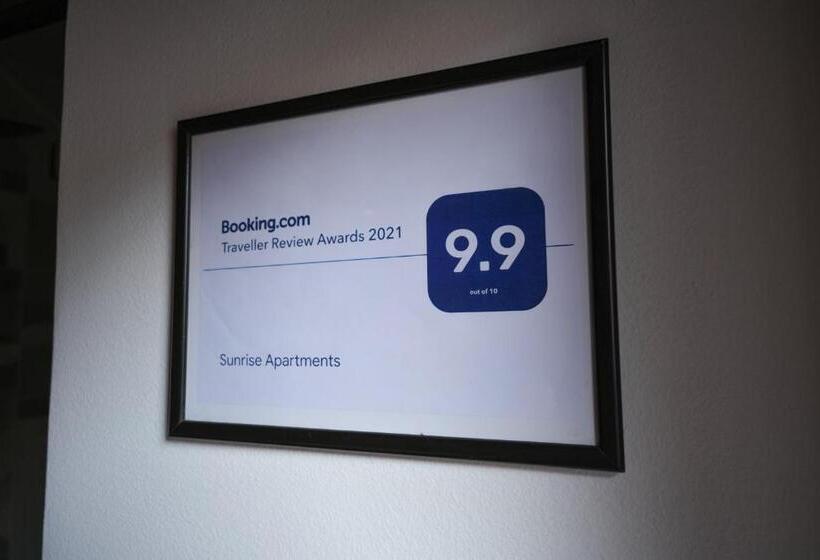 Booking.com
Traveller Review Awards 2021
9.9
out of 10
Sunrise Apartments